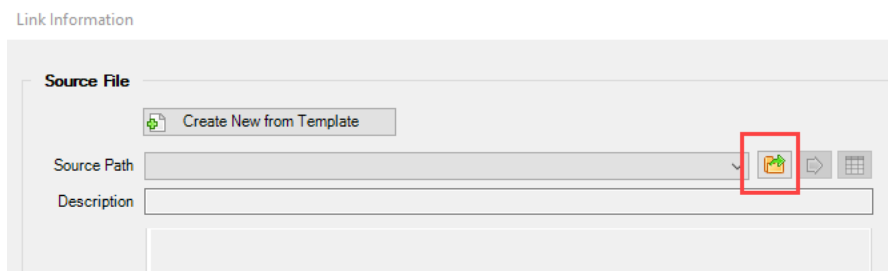 Link Information
Source File
Create New from Template
Source Path
Description